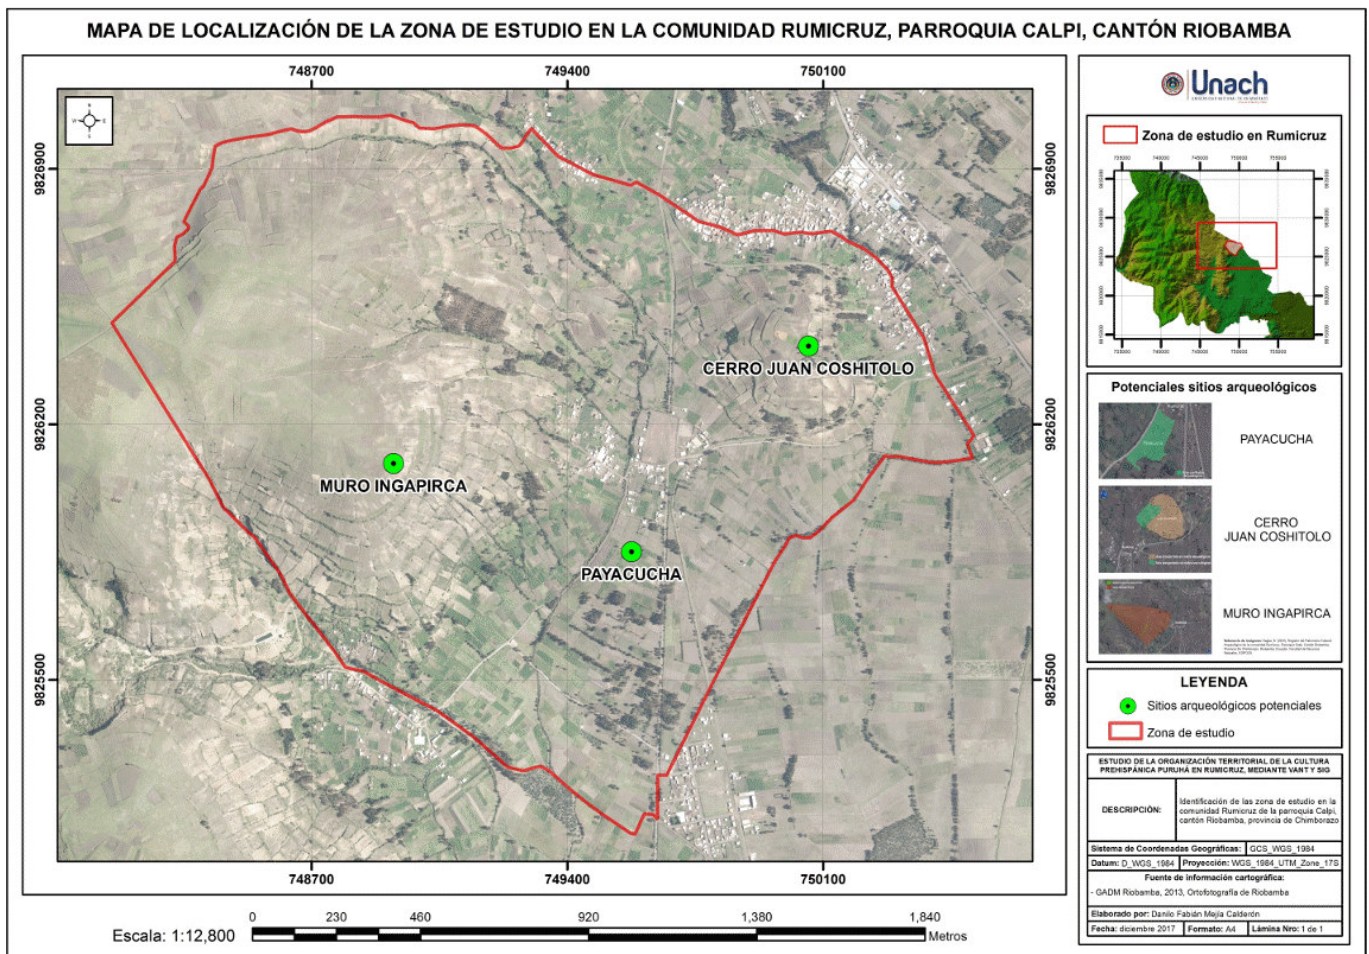 MAPA DE LOCALIZACIÓN DE LA ZONA DE ESTUDIO EN LA COMUNIDAD RUMICRUZ, PARROQUIA CALPI, CANTÓN RIOBAMBA
748700 749400 750100
9826900 9826900
9826200 9826200
9825500 9825500
748700 749400 750100
CERRO JUAN COSHITOLO
MURO INGAPIRCA
PAYACUCHA
Escala: 1:12,800
0 230 460 920 1,380 1,840
Metros
Unach
Zona de estudio en Rumicruz
Potenciales sitios arqueológicos
PAYACUCHA
CERRO
JUAN COSHITOLO
MURO INGAPIRCA
LEYENDA
Sitios arqueológicos potenciales
Zona de estudio
ESTUDIO DE LA ORGANIZACIÓN TERRITORIAL DE LA CULTURA
PREHISPÁNICA PURUHÁ EN RUMICRUZ, MEDIANTE VANT Y SIG
DESCRIPCIÓN:
Identificación de las zona de estudio en la
comunidad Rumicruz de la parroquia Calpi,
cantón Riobamba, provincia de Chimborazo
Sistema de Coordenadas Geográficas: GCS_WGS_1984
Datum: D_WGS_1984 Proyección: WGS_1984_UTM_Zone_17S
Fuente de información cartográfica:
- GADM Riobamba, 2013, Ortofotografía de Riobamba
Elaborado por: Danilo Fabián Mejía Calderón
Fecha: diciembre 2017 Formato: A4 Lámina Nro: 1 de 1